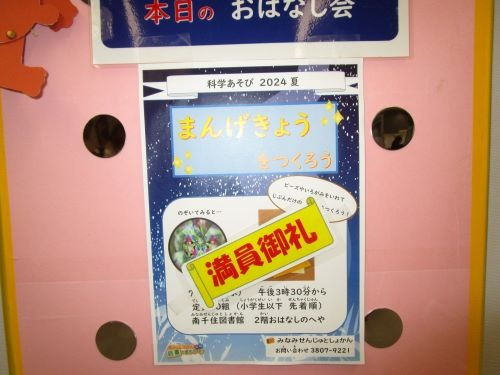 本日の おはなし会
科学あそび 2024 夏
まんげきょう
をつくろう
ビーズやいろがみをいれて
じぶんだけの
つくろう!
のぞいてみると…
満員御礼
午後3時30分から
定 0組 (小学生以下 先着順)
南千住図書館 2階おはなしのへや
みなみせんじゅとしょかん
お問い合わせ 3807-9221